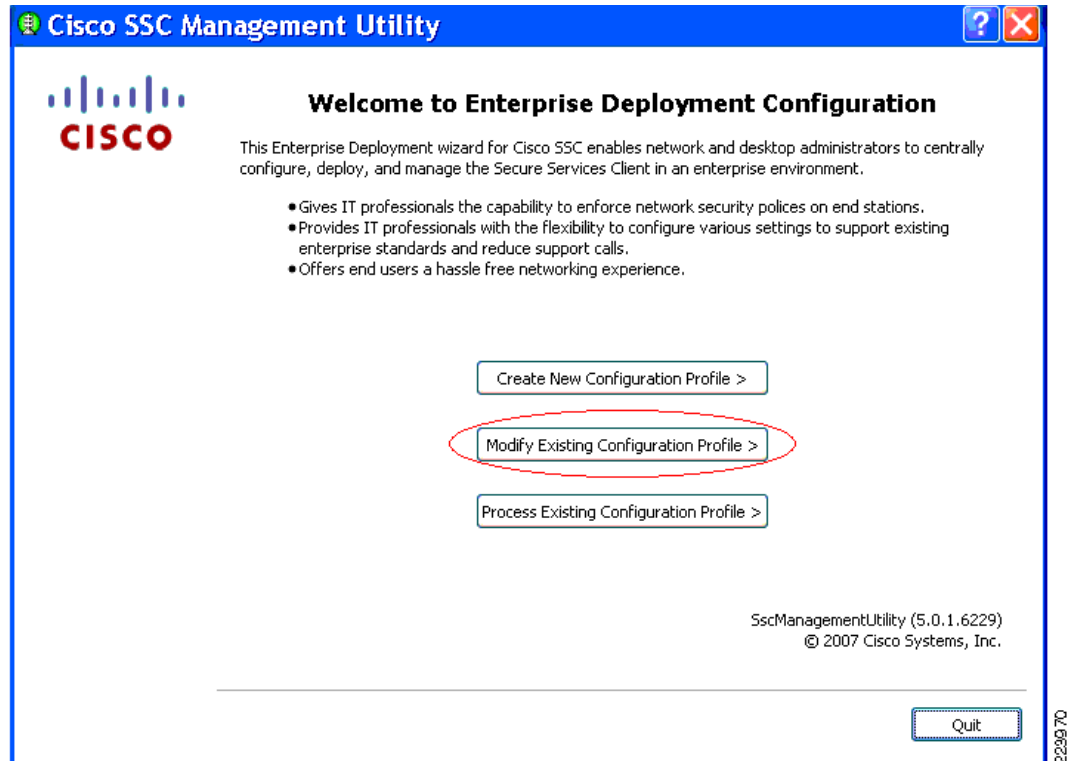 Cisco SSC Management Utility
?
CISCO
Welcome to Enterprise Deployment Configuration
This Enterprise Deployment wizard for Cisco SSC enables network and desktop administrators to centrally
configure, deploy, and manage the Secure Services Client in an enterprise environment.
● Gives IT professionals the capability to enforce network security polices on end stations.
● Provides IT professionals with the flexibility to configure various settings to support existing
enterprise standards and reduce support calls.
● Offers end users a hassle free networking experience.
Create New Configuration Profile >
Modify Existing Configuration Profile >
Process Existing Configuration Profile >
SscManagementUtility (5.0.1.6229)
© 2007 Cisco Systems, Inc.
Quit
223970